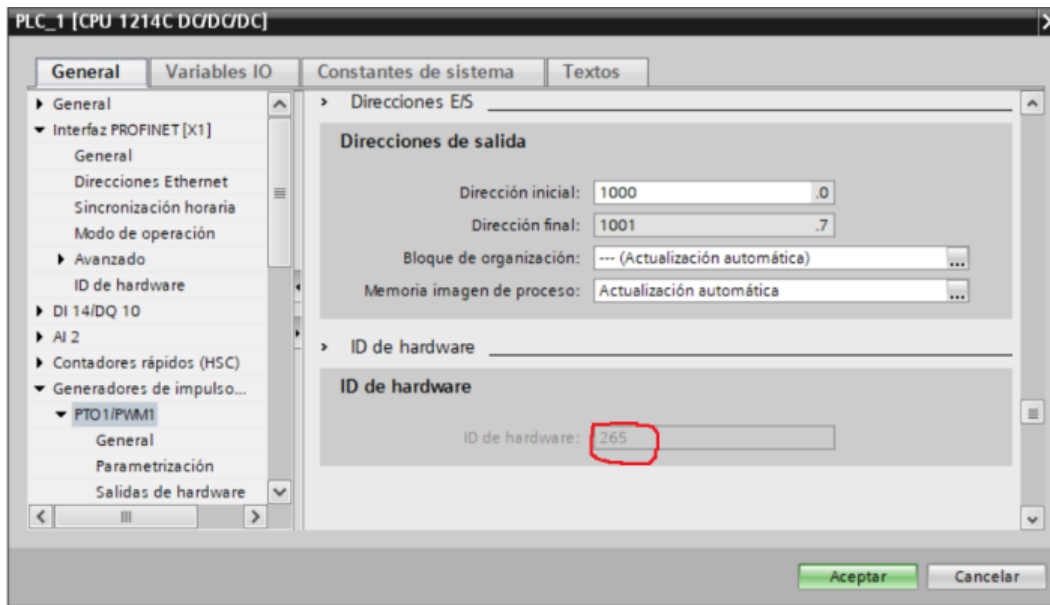 PLC_1 [CPU 1214C DC/DC/DC]
General
Variables IO
Constantes de sistema
Textos
General
Interfaz PROFINET [X1]
General
Direcciones Ethernet
Sincronización horaria
Modo de operación
Avanzado
ID de hardware
DI 14/DQ 10
AI 2
Contadores rápidos (HSC)
Generadores de impulso...
PTO1/PWM1
General
Parametrización
Salidas de hardware
Direcciones E/S
Direcciones de salida
Dirección inicial: 1000 .0
Dirección final: 1001 .7
Bloque de organización: --- (Actualización automática) ...
Memoria imagen de proceso: Actualización automática ...
ID de hardware
ID de hardware
ID de hardware: 265
Aceptar
Cancelar